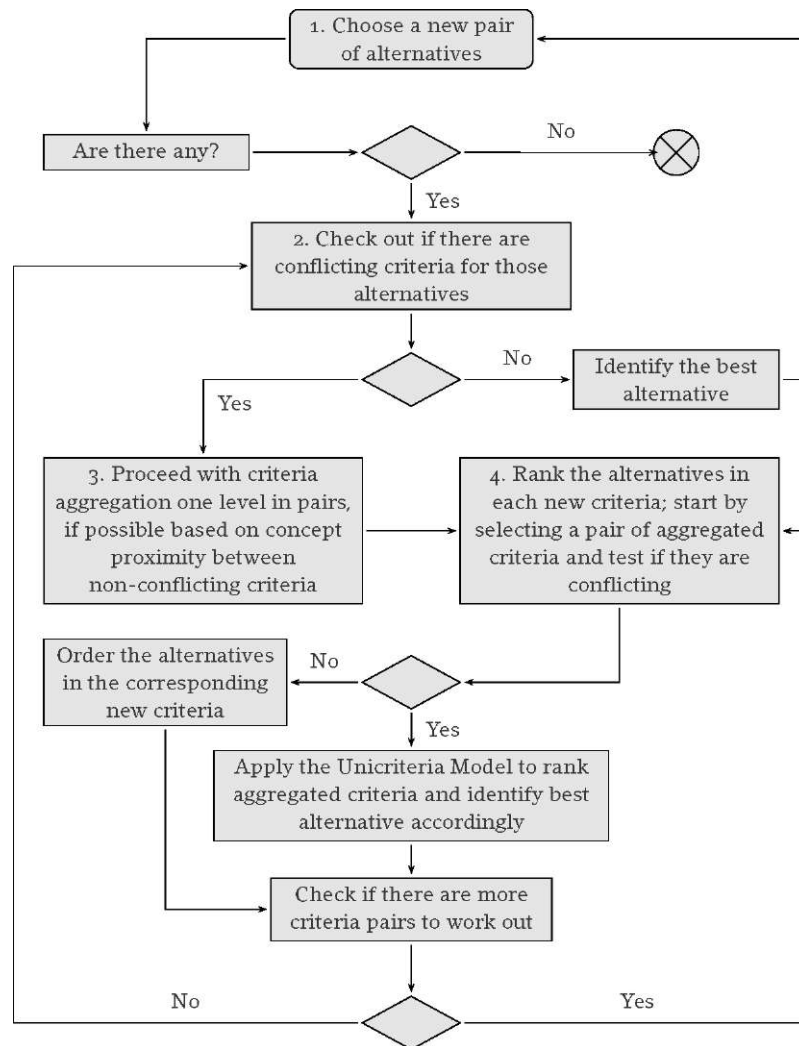 1. Choose a new pair
of alternatives
Are there any?
No
Yes
2. Check out if there are
conflicting criteria for those
alternatives
No
Identify the best
alternative
Yes
3. Proceed with criteria
aggregation one level in pairs,
if possible based on concept
proximity between
non-conflicting criteria
4. Rank the alternatives in
each new criteria; start by
selecting a pair of aggregated
criteria and test if they are
conflicting
Order the alternatives
in the corresponding
new criteria
No
Yes
Apply the Unicriteria Model to rank
aggregated criteria and identify best
alternative accordingly
Check if there are more
criteria pairs to work out
No
Yes